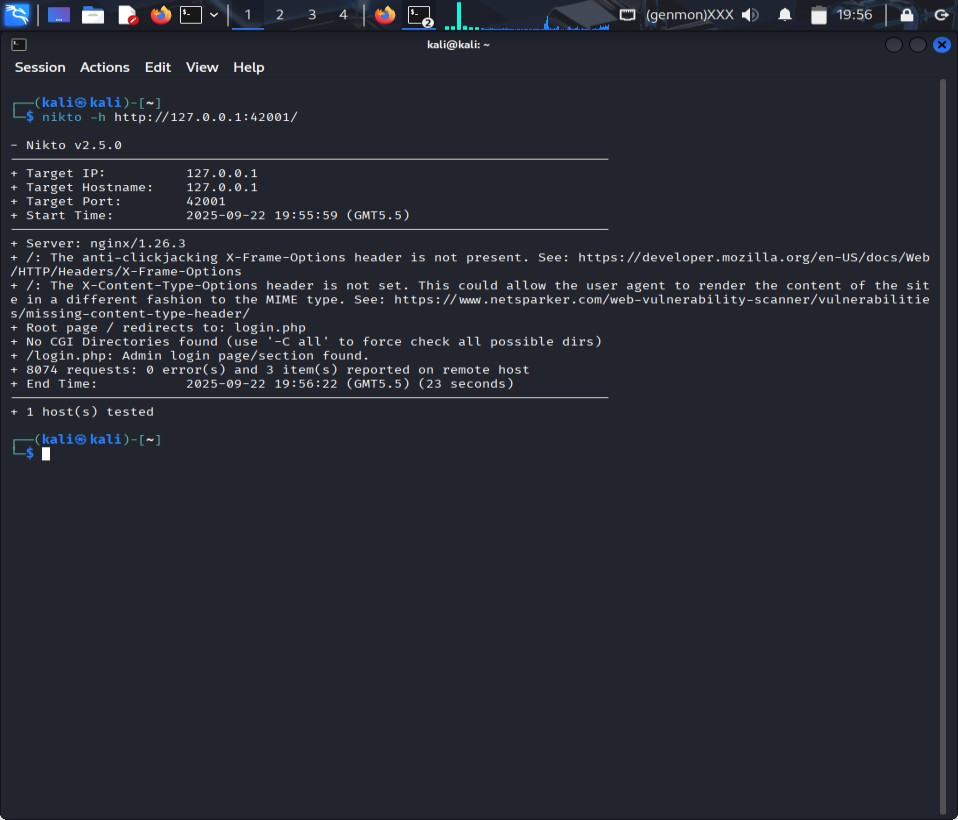 1 2 3 4 2 (genmon)XXX 19:56
kali@kali: ~
Session Actions Edit View Help
┌──(kali㉿kali)-[~]
└─$ nikto -h http://127.0.0.1:42001/
- Nikto v2.5.0
+ Target IP: 127.0.0.1
+ Target Hostname: 127.0.0.1
+ Target Port: 42001
+ Start Time: 2025-09-22 19:55:59 (GMT5.5)
+ Server: nginx/1.26.3
+ /: The anti-clickjacking X-Frame-Options header is not present. See: https://developer.mozilla.org/en-US/docs/Web
/HTTP/Headers/X-Frame-Options
+ /: The X-Content-Type-Options header is not set. This could allow the user agent to render the content of the sit
e in a different fashion to the MIME type. See: https://www.netsparker.com/web-vulnerability-scanner/vulnerabilitie
s/missing-content-type-header/
+ Root page / redirects to: login.php
+ No CGI Directories found (use '-C all' to force check all possible dirs)
+ /login.php: Admin login page/section found.
+ 8074 requests: 0 error(s) and 3 item(s) reported on remote host
+ End Time: 2025-09-22 19:56:22 (GMT5.5) (23 seconds)
+ 1 host(s) tested
┌──(kali㉿kali)-[~]
└─$